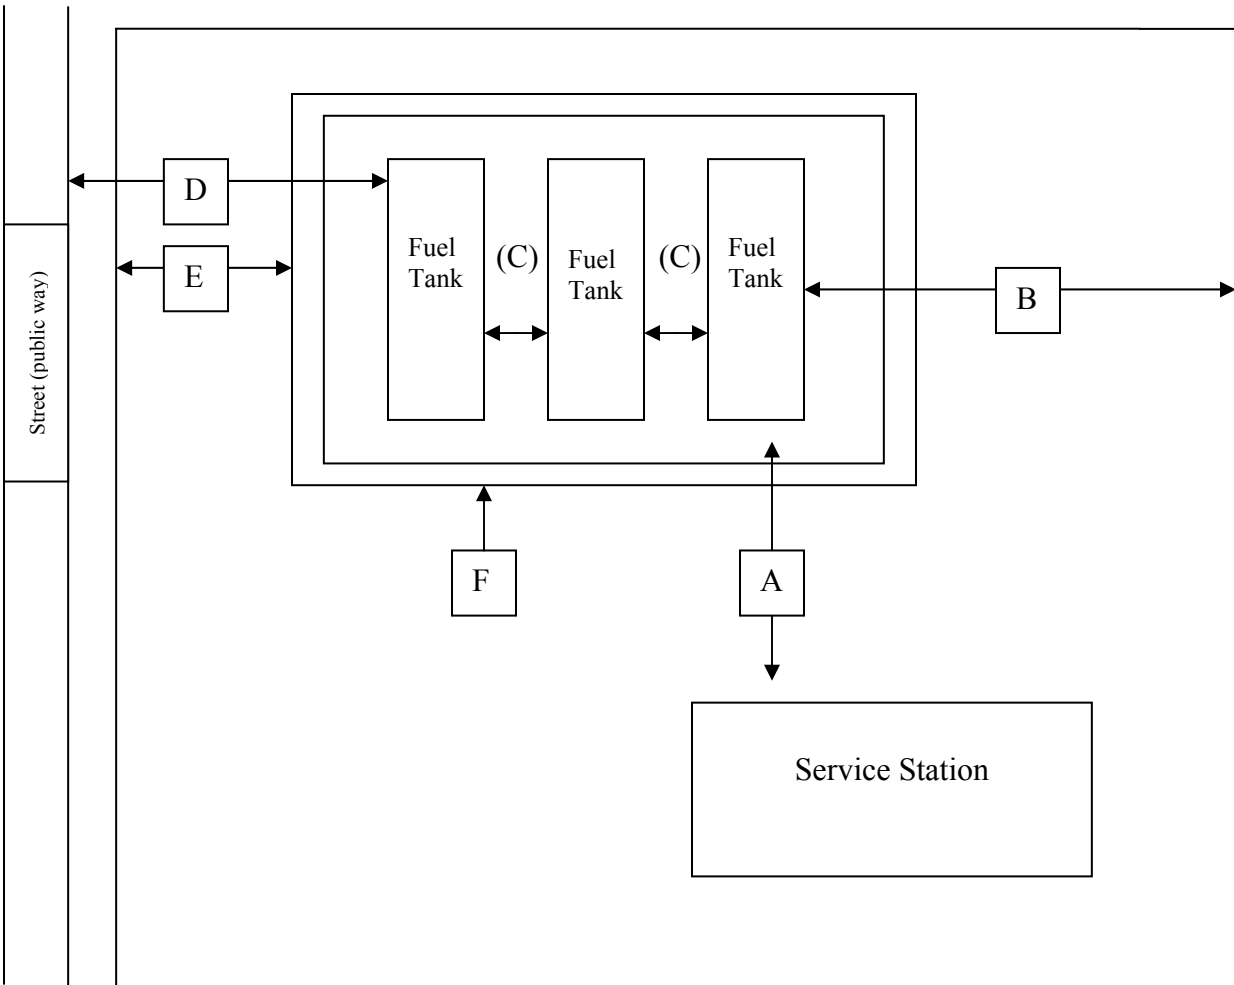 D
Fuel
Tank
(C)
Fuel
Tank
(C)
Fuel
Tank
E
B
Street (public way)
F
A
Service Station